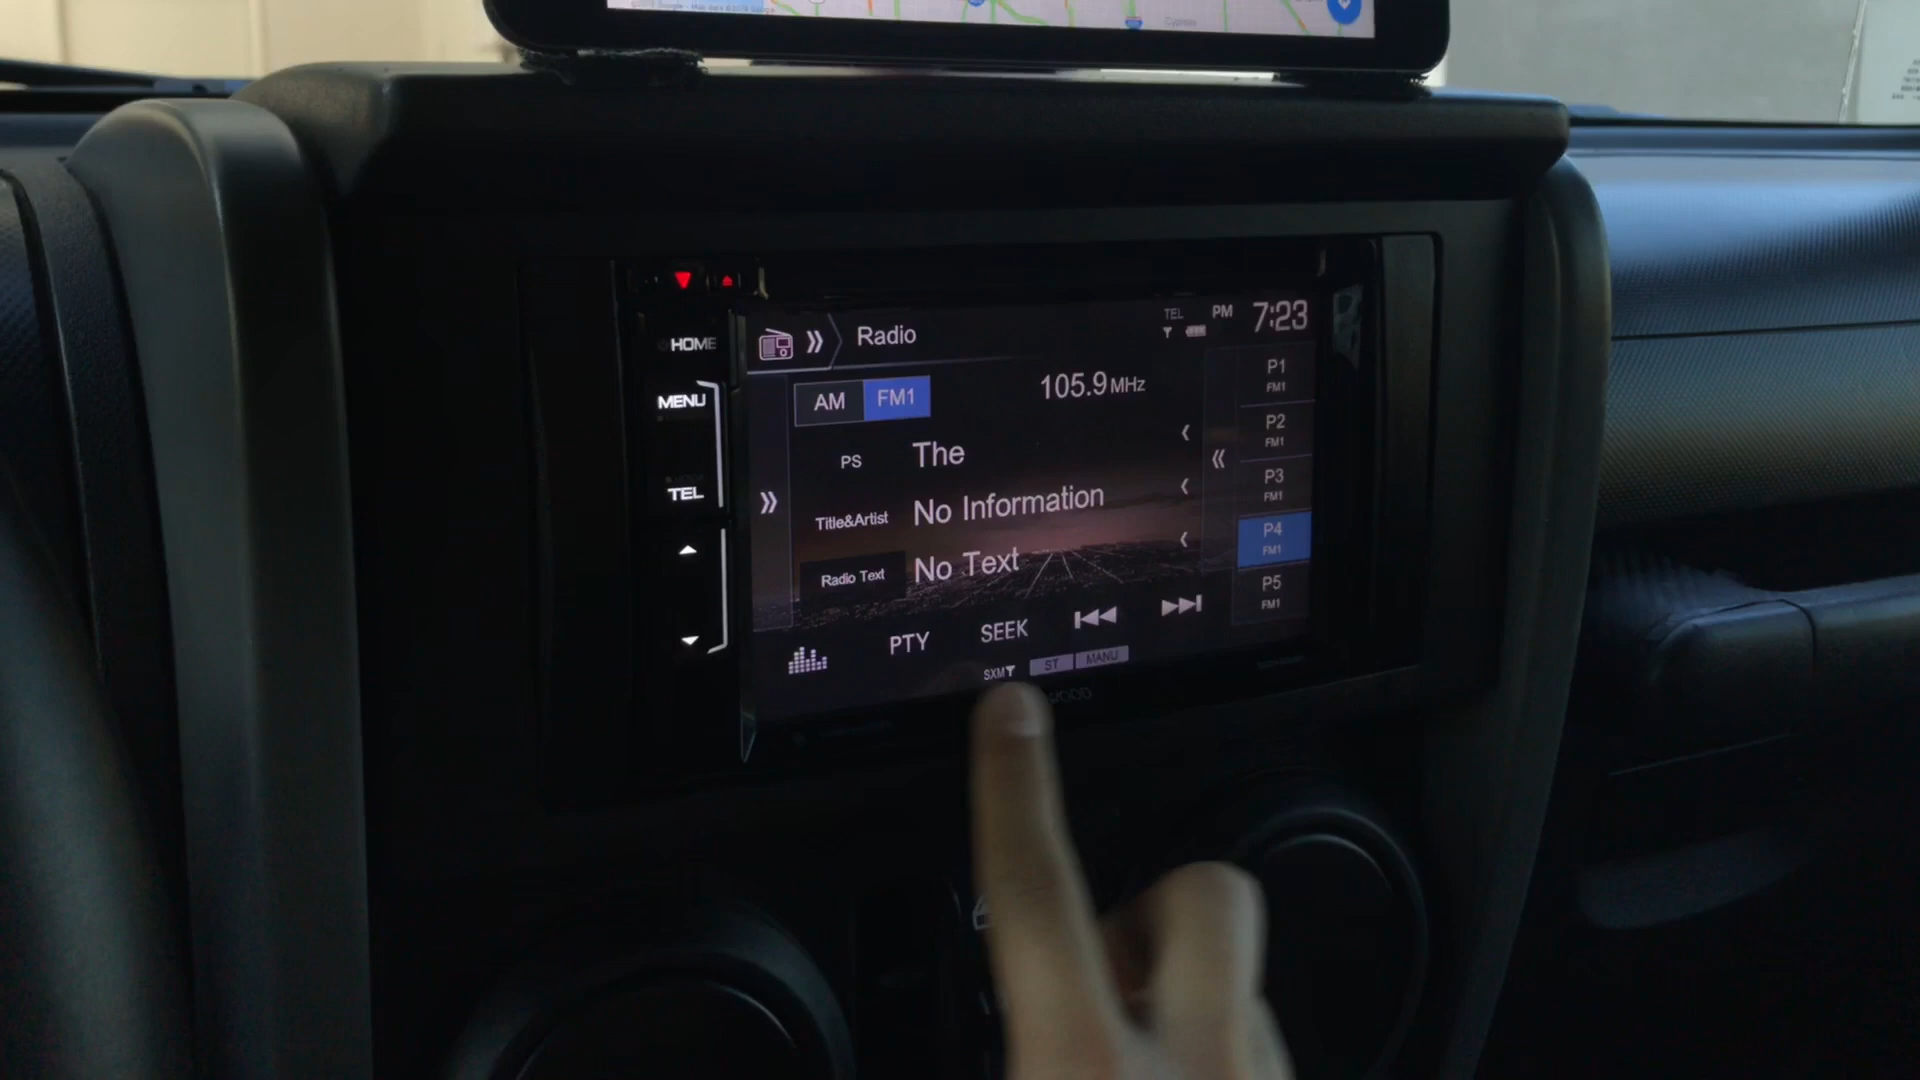 Cypress
Radio
TEL
PM
7:23
HOME
MENU
TEL
AM
FM1
105.9 MHz
PS
The
Title&Artist
No Information
Radio Text
No Text
P1
FM1
P2
FM1
P3
FM1
P4
FM1
P5
FM1
PTY
SEEK
SXM
ST
MANU